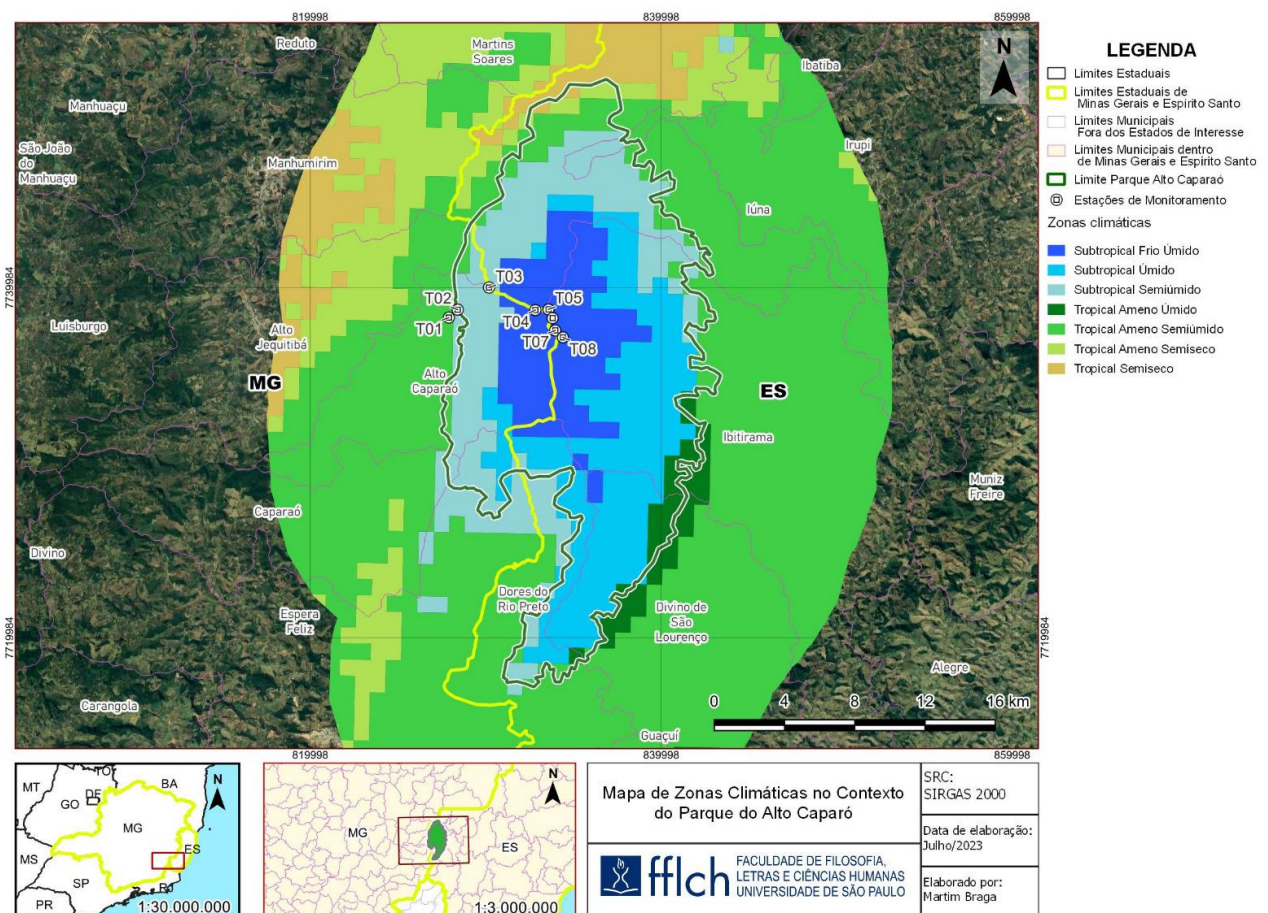 819998
839998
859998
Reduto
Martins
Soares
N
Ibatiba
Manhuaçu
São João
do
Manhuaçu
Manhumirim
Irupi
Iúna
7739984
7739984
T03
T02
T05
T01
T04
T07
T08
Luisburgo
Alto
Jequitibá
MG
Alto
Caparaó
ES
Ibitirama
Muniz
Freire
Caparaó
Divino
Espera
Feliz
Dores do
Rio Preto
Divino de
São
Lourenço
7719984
7719984
Alegre
Carangola
0 4 8 12 16 km
Guaçuí
819998
839998
859998
LEGENDA
Limites Estaduais
Limites Estaduais de
Minas Gerais e Espírito Santo
Limites Municipais
Fora dos Estados de Interesse
Limites Municipais dentro
de Minas Gerais e Espírito Santo
Limite Parque Alto Caparaó
Estações de Monitoramento
Zonas climáticas
Subtropical Frio Úmido
Subtropical Úmido
Subtropical Semiúmido
Tropical Ameno Úmido
Tropical Ameno Semiúmido
Tropical Ameno Semiseco
Tropical Semiseco
MT
TO
BA
N
GO
DF
MG
ES
MS
SP
RJ
PR
1:30.000.000
N
MG
ES
1:3.000.000
Mapa de Zonas Climáticas no Contexto
do Parque do Alto Caparó
fflch
FACULDADE DE FILOSOFIA,
LETRAS E CIÊNCIAS HUMANAS
UNIVERSIDADE DE SÃO PAULO
SRC:
SIRGAS 2000
Data de elaboração:
Julho/2023
Elaborado por:
Martim Braga